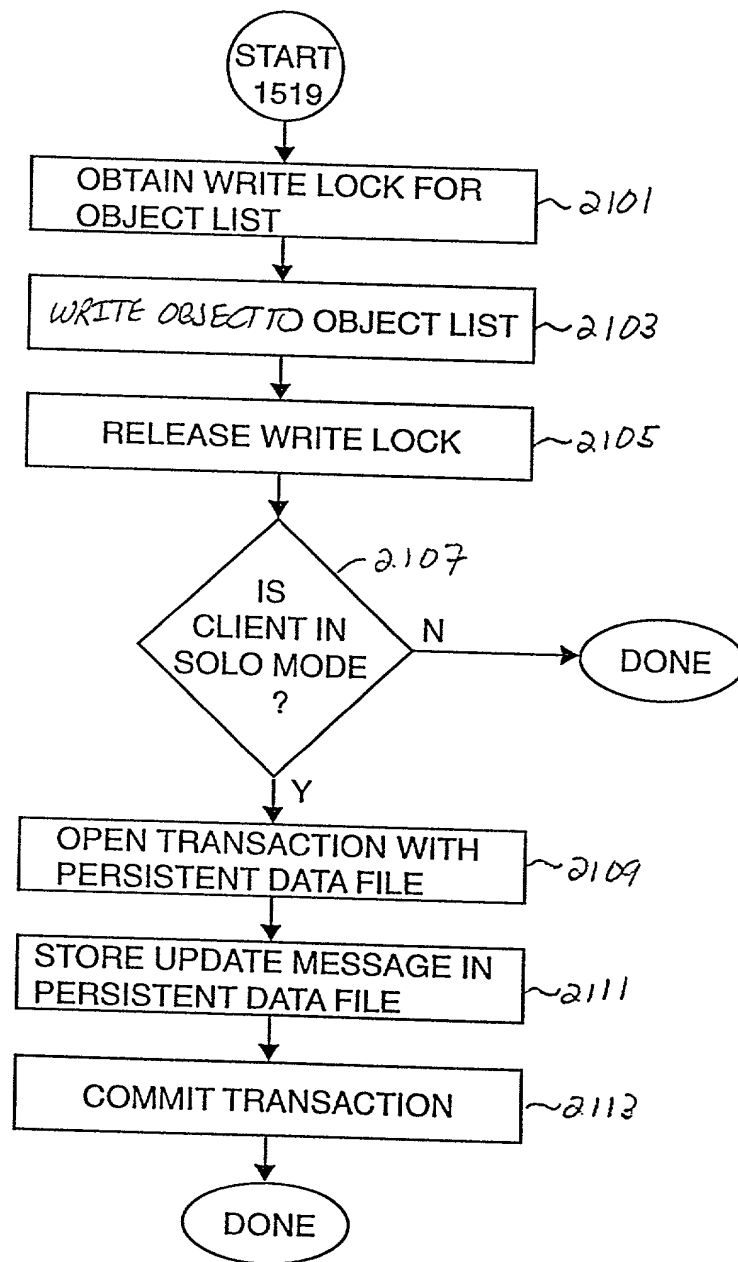 START
1519
OBTAIN WRITE LOCK FOR
OBJECT LIST
2101
WRITE OBJECT TO OBJECT LIST
2103
RELEASE WRITE LOCK
2105
2107
IS
CLIENT IN
SOLO MODE
?
N
DONE
Y
OPEN TRANSACTION WITH
PERSISTENT DATA FILE
2109
STORE UPDATE MESSAGE IN
PERSISTENT DATA FILE
2111
COMMIT TRANSACTION
2113
DONE